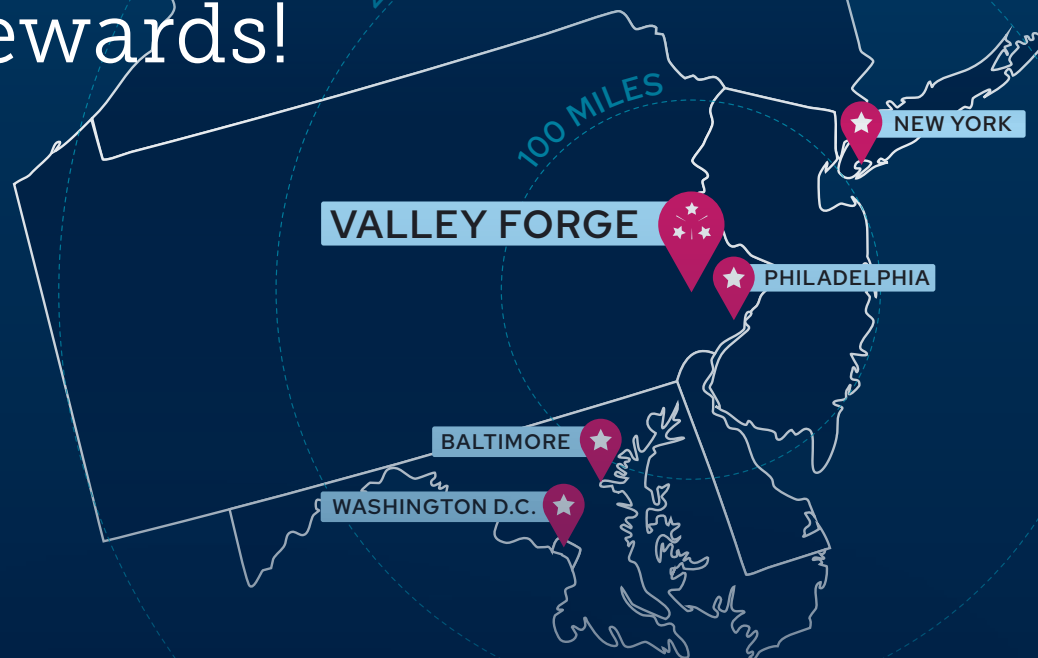 ewards!
100 MILES
NEW YORK
VALLEY FORGE
PHILADELPHIA
BALTIMORE
WASHINGTON D.C.